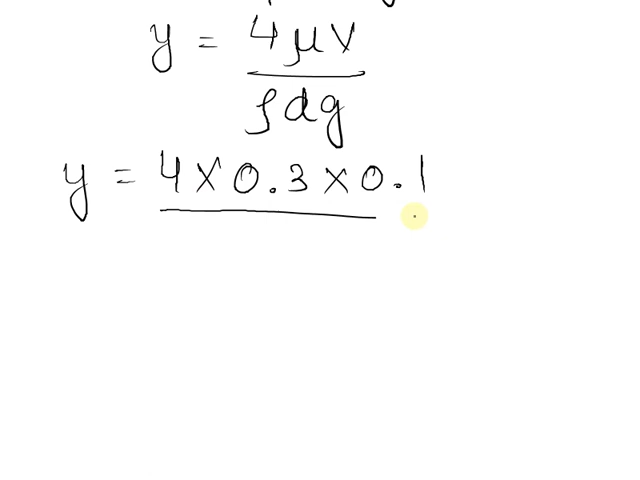 y = 4μV
ρdg
y = 4 × 0.3 × 0.1